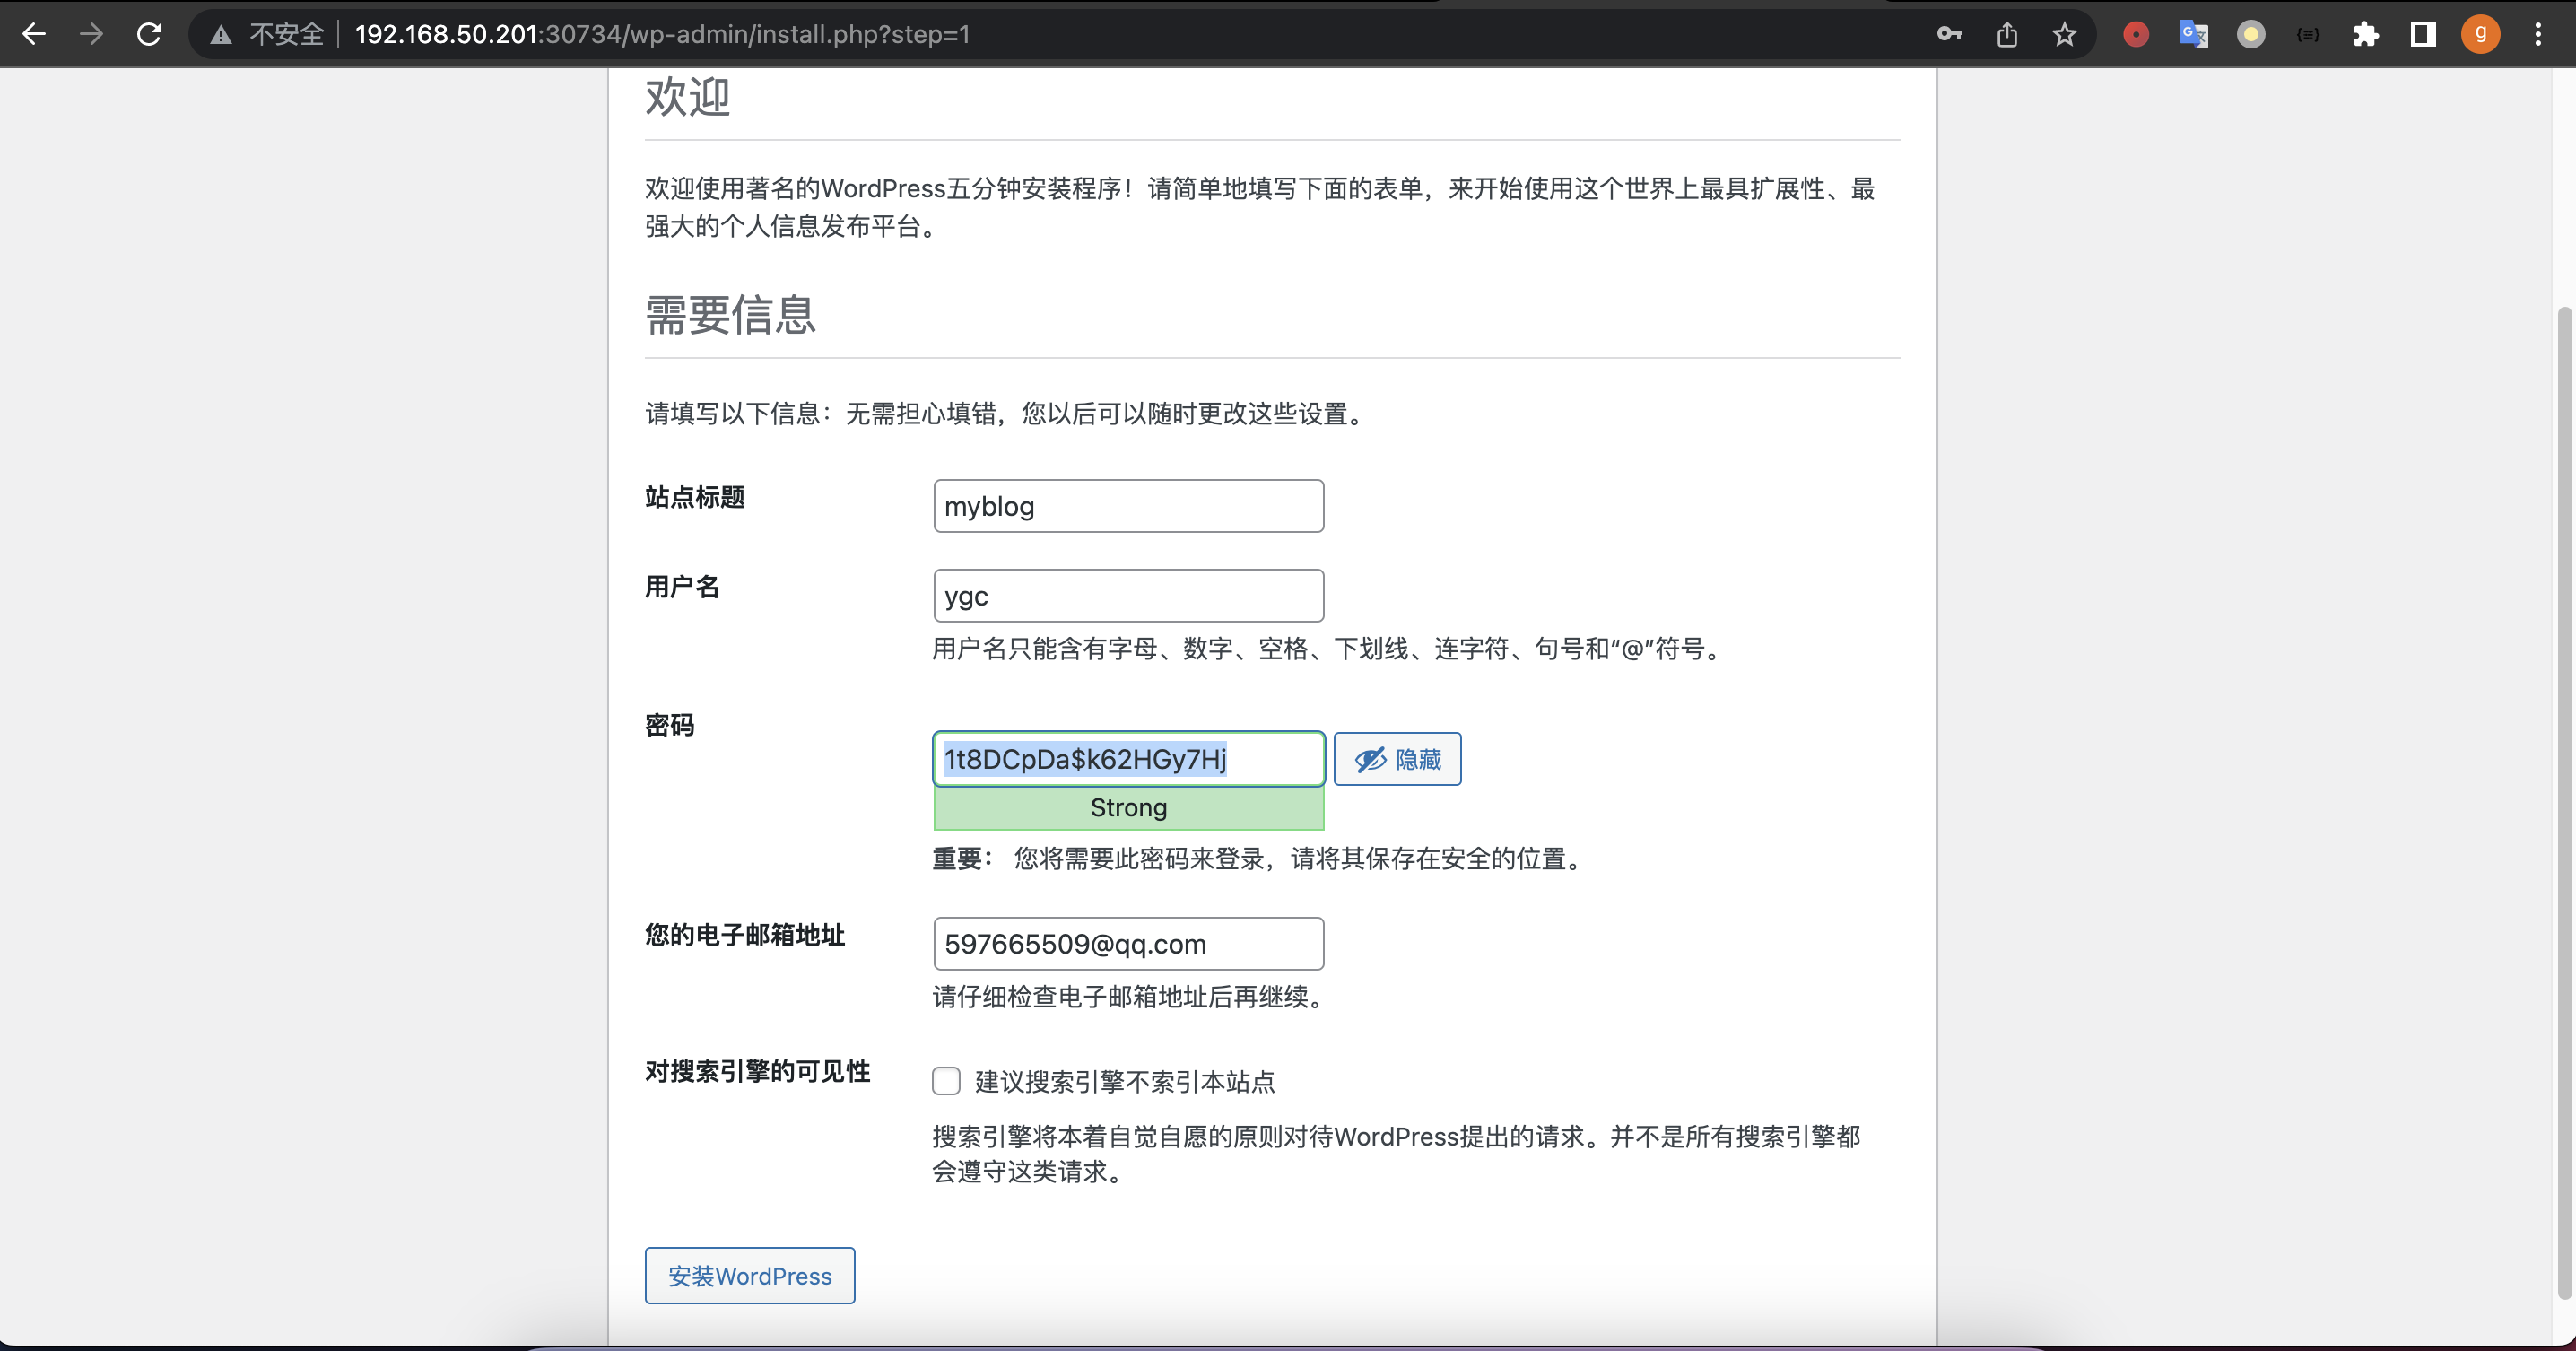 不安全 192.168.50.201:30734/wp-admin/install.php?step=1
g
欢迎
欢迎使用著名的WordPress五分钟安装程序！请简单地填写下面的表单，来开始使用这个世界上最具扩展性、最
强大的个人信息发布平台。
需要信息
请填写以下信息：无需担心填错，您以后可以随时更改这些设置。
站点标题
myblog
用户名
ygc
用户名只能含有字母、数字、空格、下划线、连字符、句号和“@”符号。
密码
1t8DCpDa$k62HGy7Hj
隐藏
Strong
重要： 您将需要此密码来登录，请将其保存在安全的位置。
您的电子邮箱地址
597665509@qq.com
请仔细检查电子邮箱地址后再继续。
对搜索引擎的可见性
建议搜索引擎不索引本站点
搜索引擎将本着自觉自愿的原则对待WordPress提出的请求。并不是所有搜索引擎都
会遵守这类请求。
安装WordPress